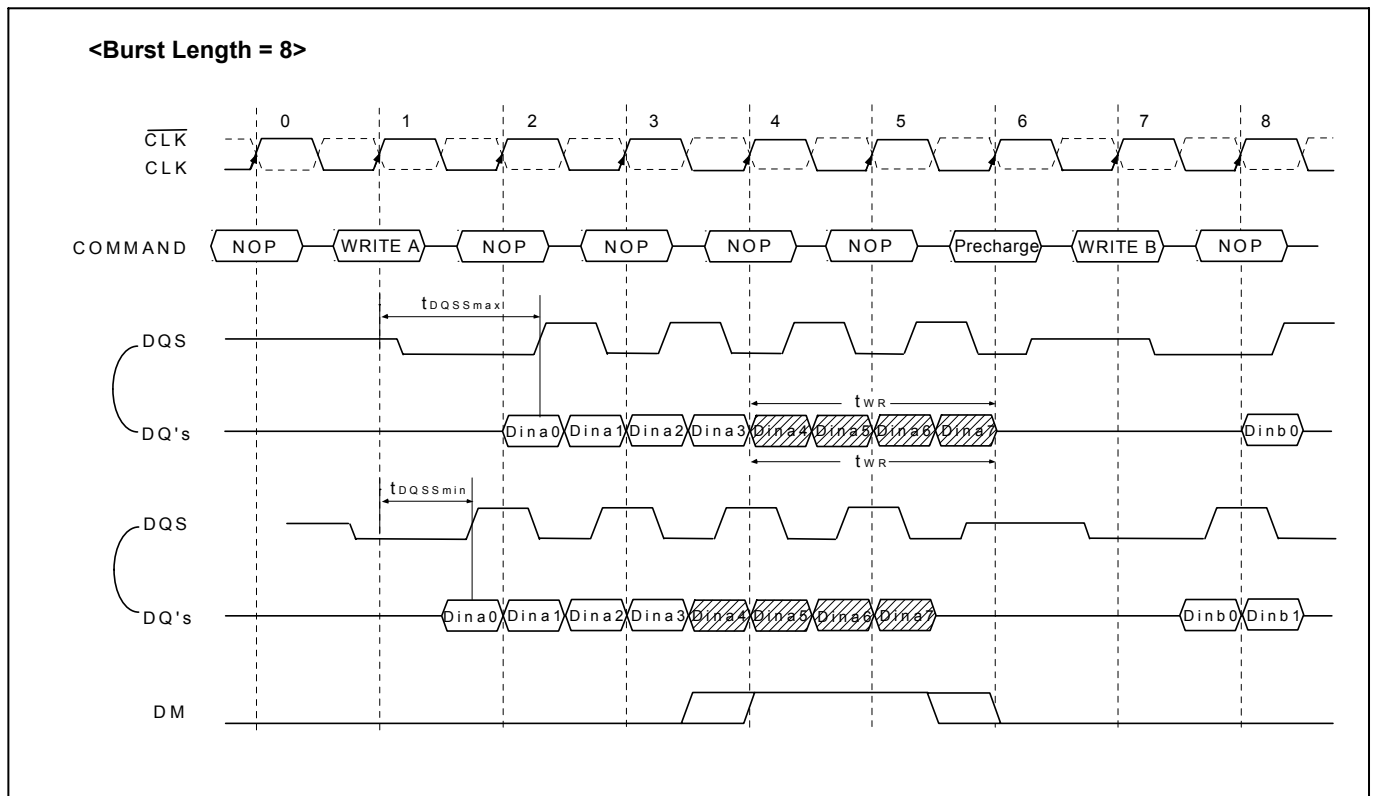 <Burst Length = 8>
0 1 2 3 4 5 6 7 8
CLK
CLK
COMMAND NOP WRITE A NOP NOP NOP NOP Precharge WRITE B NOP
tDQSSmax
DQS
tWR
DQ's Dina0 Dina1 Dina2 Dina3 Dina4 Dina5 Dina6 Dina7 Dinb0
tWR
tDQSSmin
DQS
DQ's Dina0 Dina1 Dina2 Dina3 Dina4 Dina5 Dina6 Dina7 Dinb0 Dinb1
DM